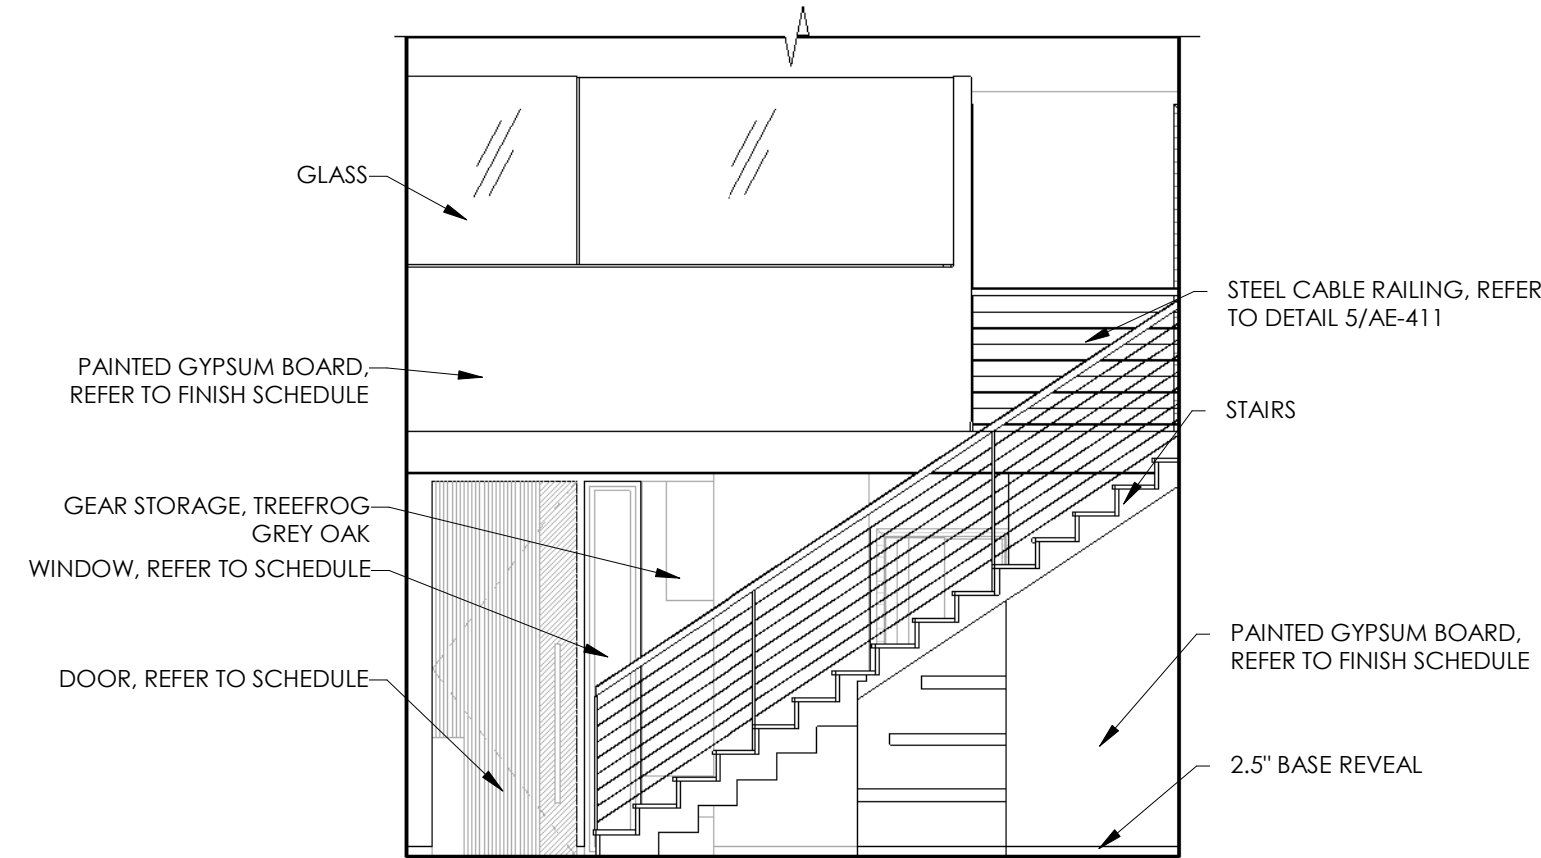 GLASS
PAINTED GYPSUM BOARD,
REFER TO FINISH SCHEDULE
GEAR STORAGE, TREEFROG
GREY OAK
WINDOW, REFER TO SCHEDULE
DOOR, REFER TO SCHEDULE
STEEL CABLE RAILING, REFER
TO DETAIL 5/AE-411
STAIRS
PAINTED GYPSUM BOARD,
REFER TO FINISH SCHEDULE
2.5" BASE REVEAL